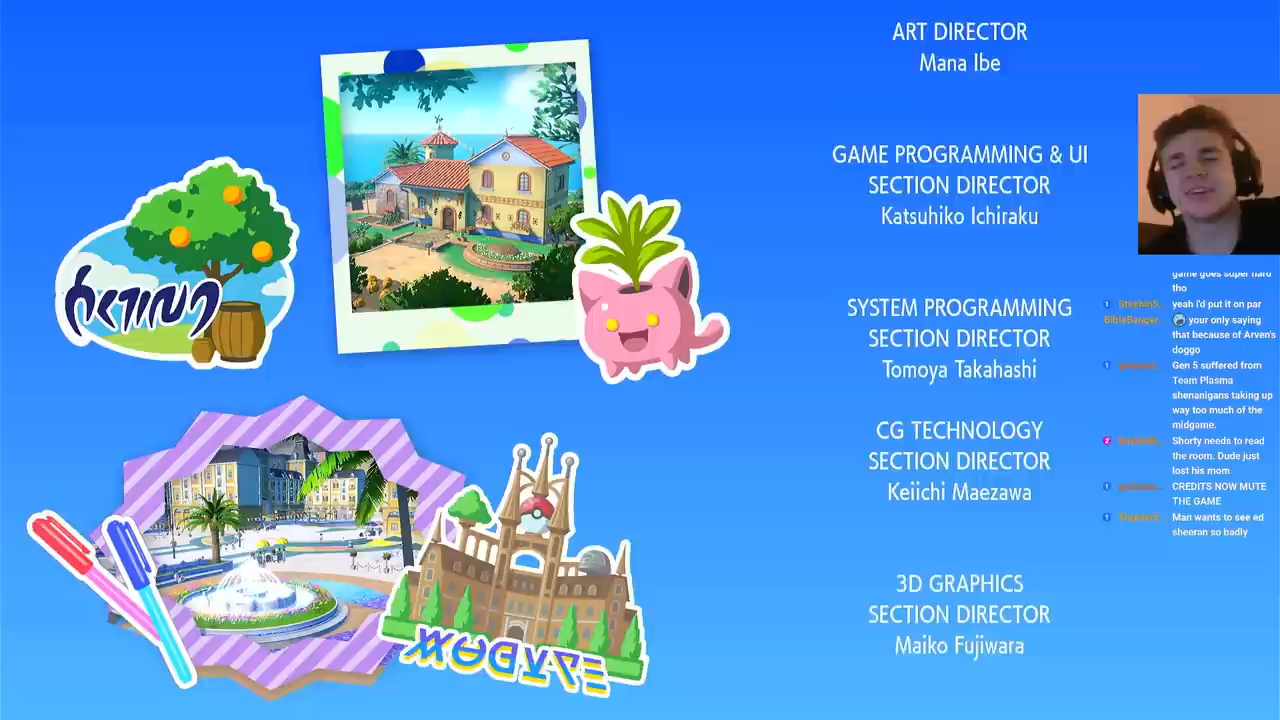 ART DIRECTOR
Mana Ibe
GAME PROGRAMMING & UI
SECTION DIRECTOR
Katsuhiko Ichiraku
SYSTEM PROGRAMMING
SECTION DIRECTOR
Tomoya Takahashi
CG TECHNOLOGY
SECTION DIRECTOR
Keiichi Maezawa
3D GRAPHICS
SECTION DIRECTOR
Maiko Fujiwara
game goes super hard
tho
yeah i'd put it on par
your only saying
that because of Arven's
doggo
Gen 5 suffered from
Team Plasma
shenanigans taking up
way too much of the
midgame.
Shorty needs to read
the room. Dude just
lost his mom
CREDITS NOW MUTE
THE GAME
Man wants to see ed
sheeran so badly